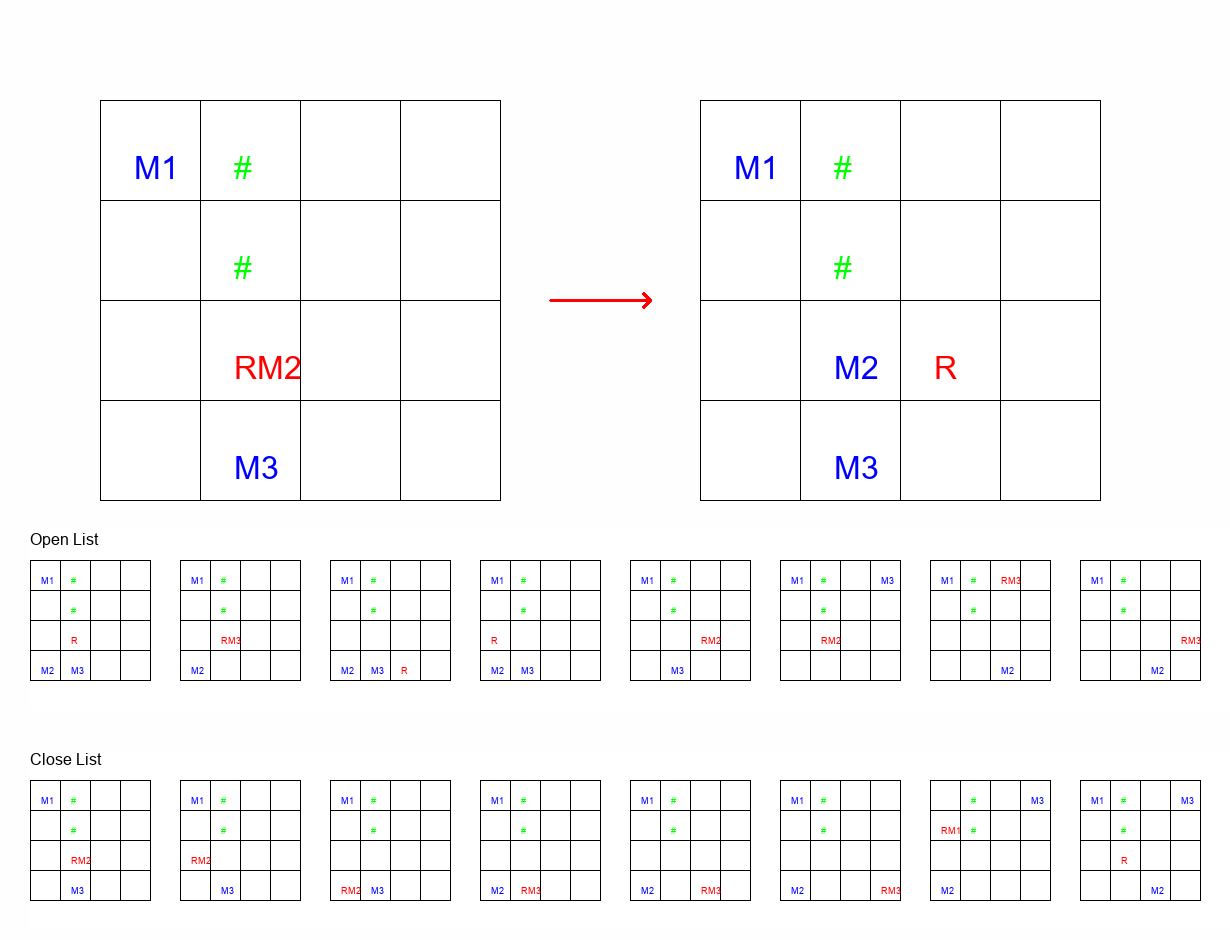 M1 # M1 #
# #
RM2 M2 R
M3 M3
Open List
M1 # M1 # M1 # M1 # M1 # M1 # M3 M1 # RM3 M1 #
# # # # # # # #
R RM3 R RM2 RM2 RM3
M2 M3 M2 M2 M3 R M2 M3 M3 M2 M2
Close List
M1 # M1 # M1 # M1 # M1 # M1 # # M3 M1 # M3
# # # # # # RM1 # #
RM2 RM2 R
M3 M3 RM2 M3 M2 RM3 M2 RM3 M2 RM3 M2 M2